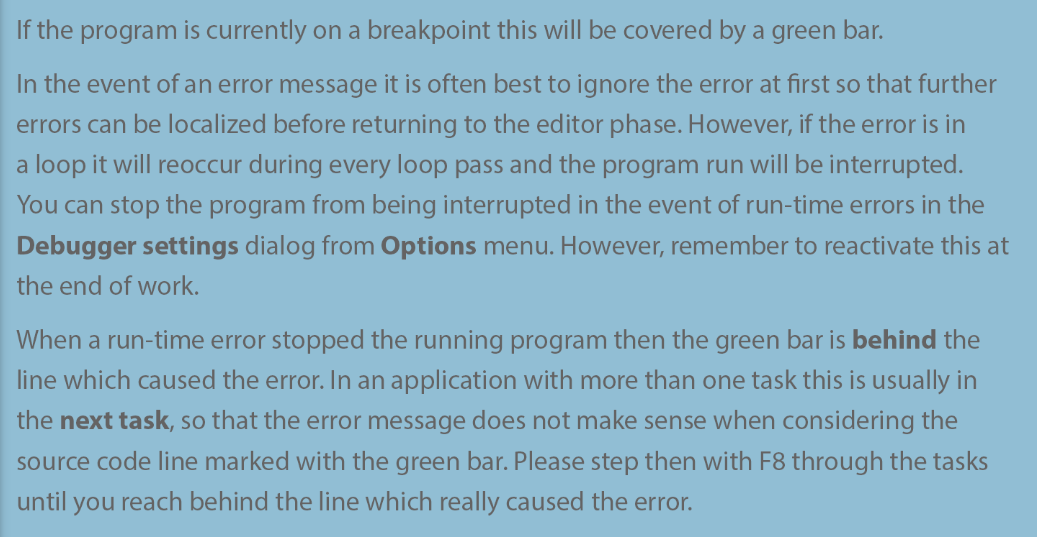 If the program is currently on a breakpoint this will be covered by a green bar.
In the event of an error message it is often best to ignore the error at first so that further
errors can be localized before returning to the editor phase. However, if the error is in
a loop it will reoccur during every loop pass and the program run will be interrupted.
You can stop the program from being interrupted in the event of run-time errors in the
Debugger settings dialog from Options menu. However, remember to reactivate this at
the end of work.
When a run-time error stopped the running program then the green bar is behind the
line which caused the error. In an application with more than one task this is usually in
the next task, so that the error message does not make sense when considering the
source code line marked with the green bar. Please step then with F8 through the tasks
until you reach behind the line which really caused the error.